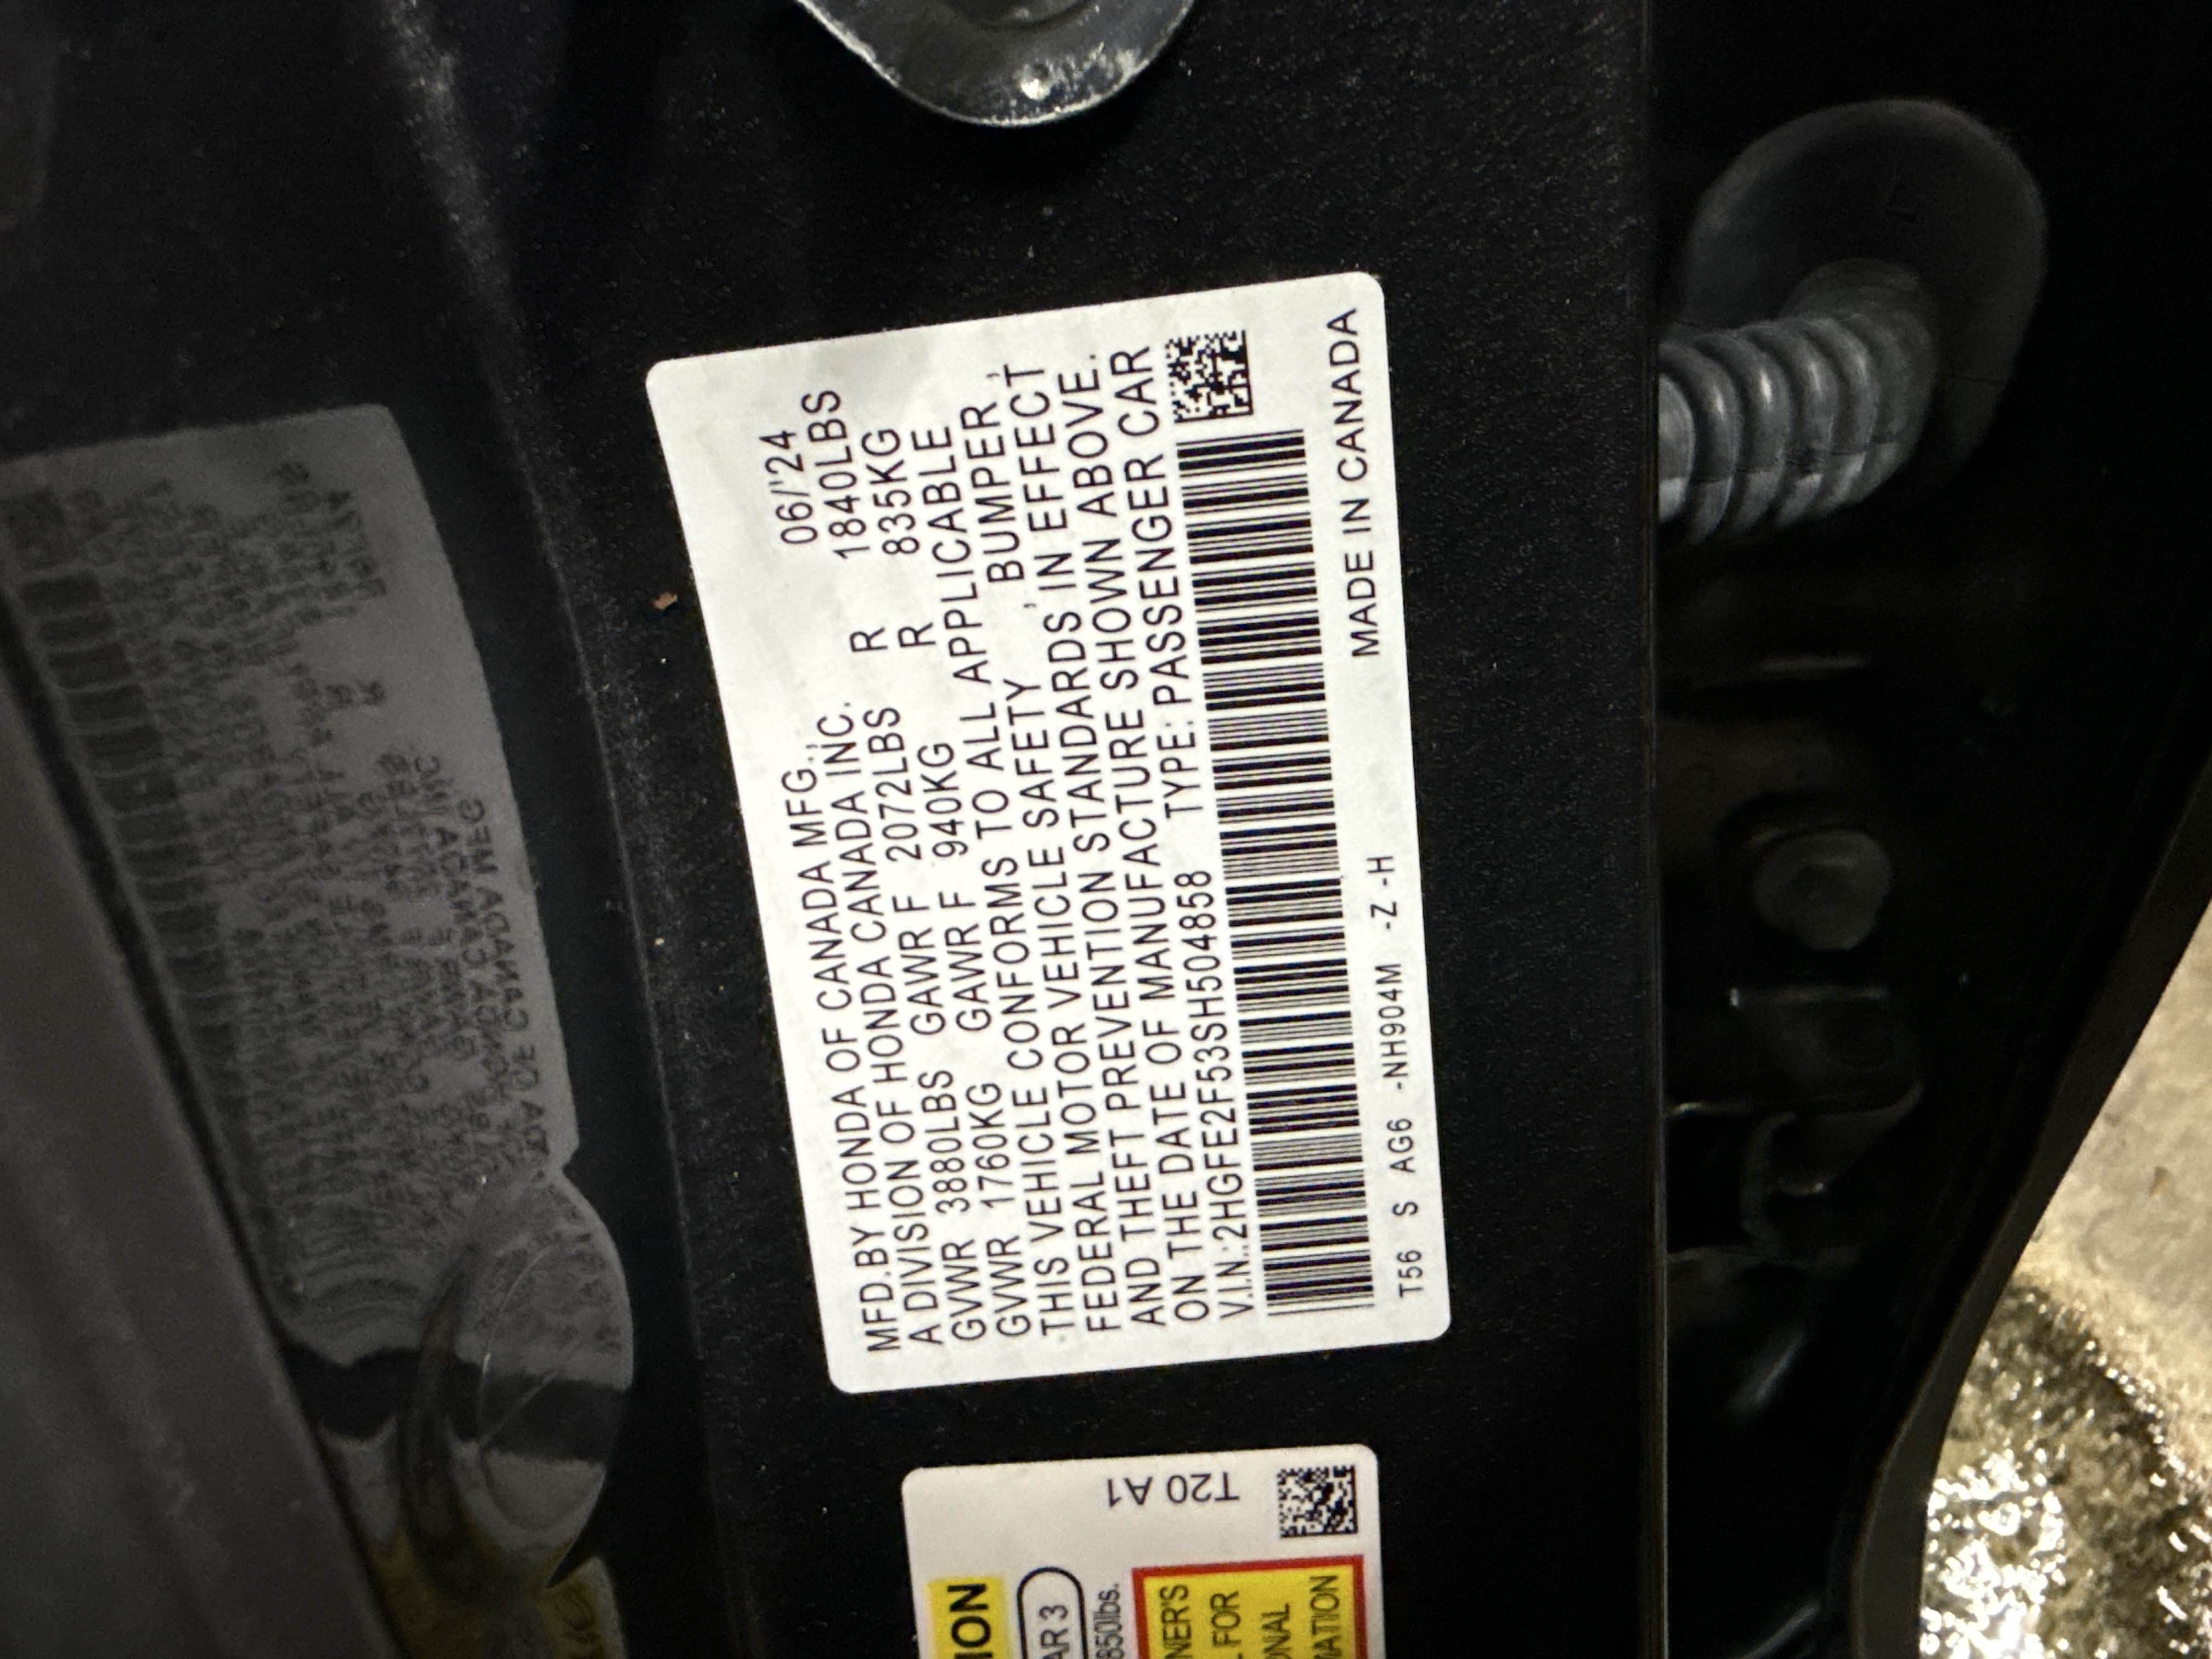 MFD.BY HONDA OF CANADA MFG., 06/'24
A DIVISION OF HONDA CANADA INC.
GVWR 3880LBS GAWR F 2072LBS R 1840LBS
GVWR 1760KG GAWR F 940KG R 835KG
THIS VEHICLE CONFORMS TO ALL APPLICABLE
FEDERAL MOTOR VEHICLE SAFETY , BUMPER ,
AND THEFT PREVENTION STANDARDS IN EFFECT
ON THE DATE OF MANUFACTURE SHOWN ABOVE.
V.I.N.:2HGFE2F53SH504858 TYPE: PASSENGER CAR
MADE IN CANADA
T56 S AG6 -NH904M -Z -H
T20 A1